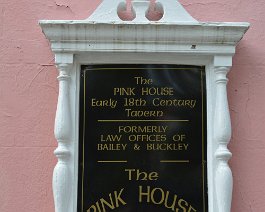 The
PINK HOUSE
Early 18th Century
Tavern
FORMERLY
LAW OFFICES OF
BAILEY & BUCKLEY
The
PINK HOUSE